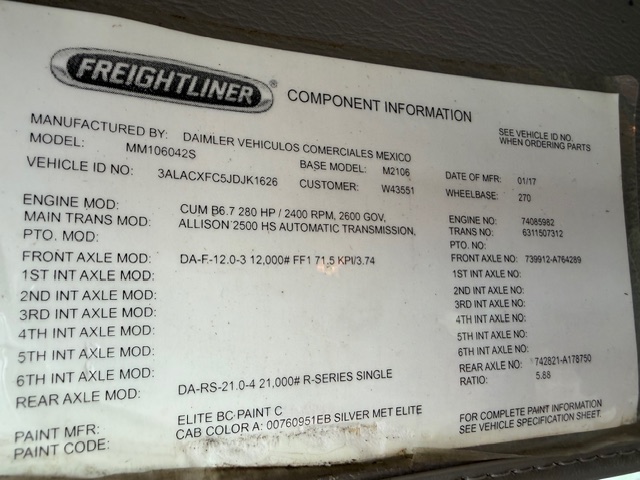 FREIGHTLINER ® COMPONENT INFORMATION
MANUFACTURED BY: DAIMLER VEHICULOS COMERCIALES MEXICO SEE VEHICLE ID NO. WHEN ORDERING PARTS
MODEL: MM106042S BASE MODEL: M2106 DATE OF MFR: 01/17
VEHICLE ID NO: 3ALACXFC5JDJK1626 CUSTOMER: W43551 WHEELBASE: 270
ENGINE MOD: CUM B6.7 280 HP / 2400 RPM, 2600 GOV, ENGINE NO: 74085982
MAIN TRANS MOD: ALLISON 2500 HS AUTOMATIC TRANSMISSION, TRANS NO: 6311507312
PTO. MOD: PTO. NO:
FRONT AXLE MOD: DA-F-12.0-3 12,000# FF1 71.5 KPI/3.74 FRONT AXLE NO: 739912-A764289
1ST INT AXLE MOD: 1ST INT AXLE NO:
2ND INT AXLE MOD: 2ND INT AXLE NO:
3RD INT AXLE MOD: 3RD INT AXLE NO:
4TH INT AXLE MOD: 4TH INT AXLE NO:
5TH INT AXLE MOD: 5TH INT AXLE NO:
6TH INT AXLE MOD: 6TH INT AXLE NO:
REAR AXLE MOD: DA-RS-21.0-4 21,000# R-SERIES SINGLE REAR AXLE NO: 742821-A178750
RATIO: 5.88
PAINT MFR: ELITE BC PAINT C FOR COMPLETE PAINT INFORMATION
PAINT CODE: CAB COLOR A: 00760951EB SILVER MET ELITE SEE VEHICLE SPECIFICATION SHEET.